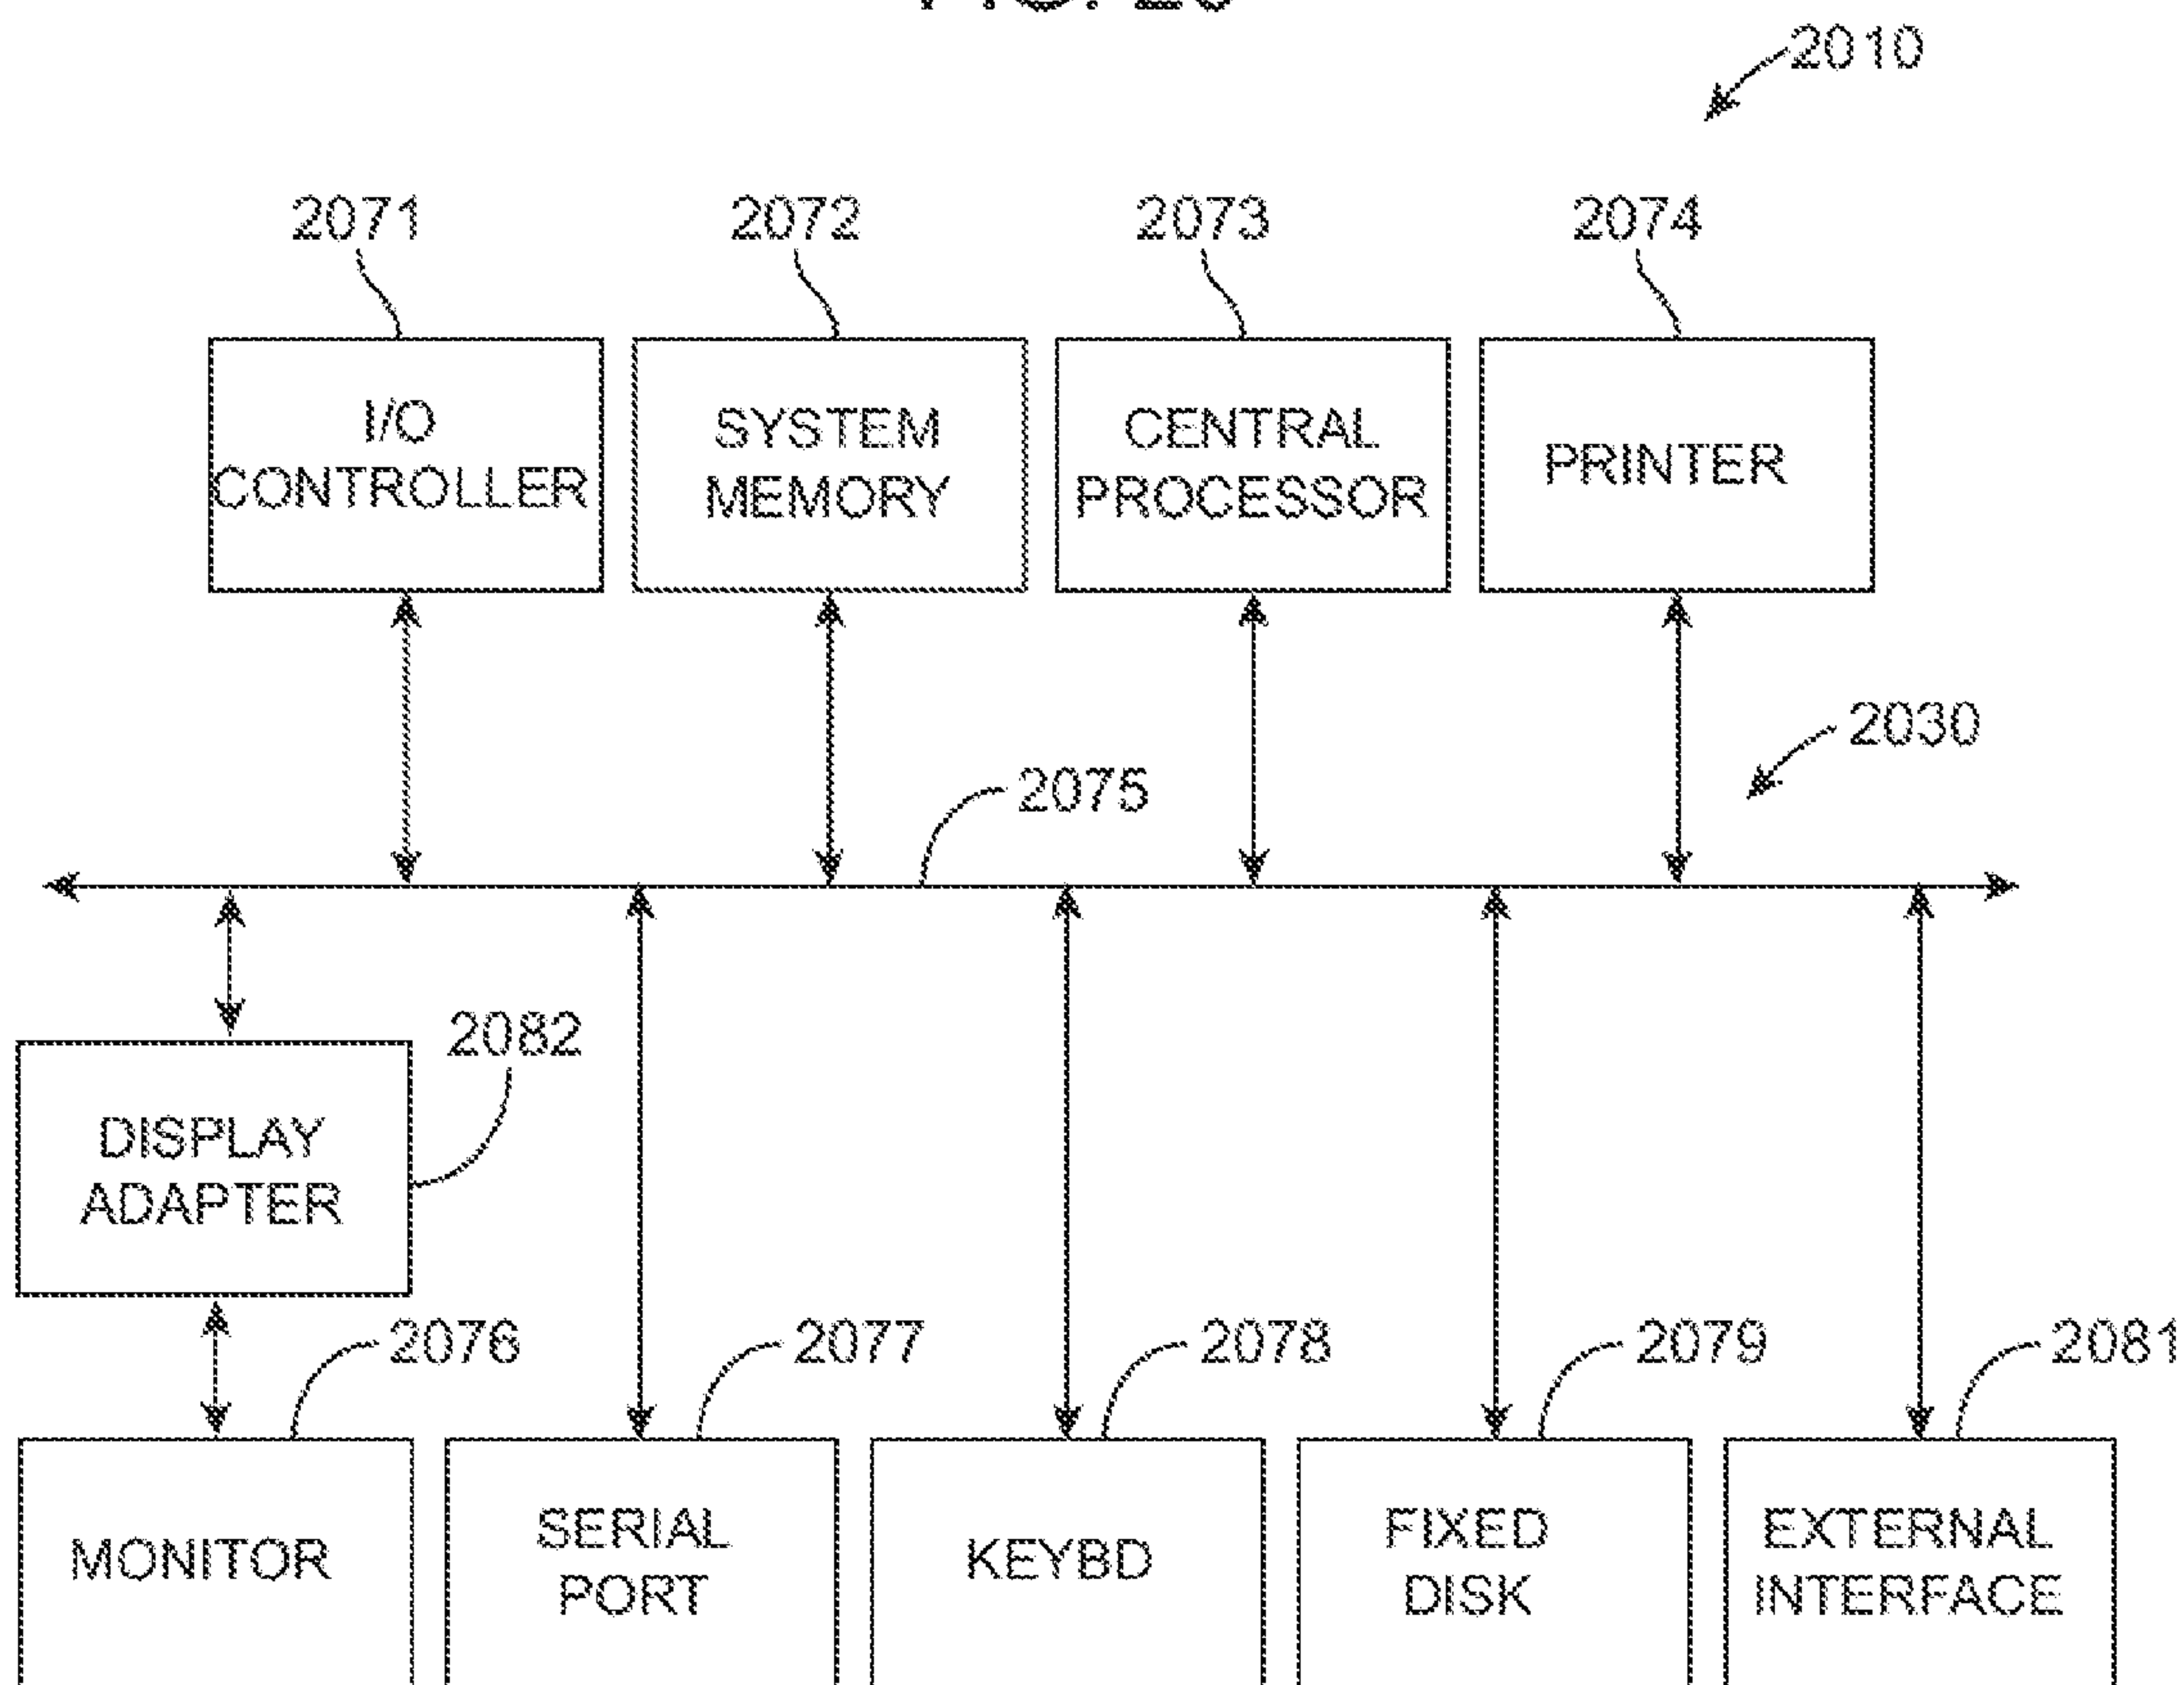 2010
2071
2072
2073
2074
I/O
CONTROLLER
SYSTEM
MEMORY
CENTRAL
PROCESSOR
PRINTER
2030
2075
2082
DISPLAY
ADAPTER
2076
2077
2078
2079
2081
MONITOR
SERIAL
PORT
KEYBD
FIXED
DISK
EXTERNAL
INTERFACE